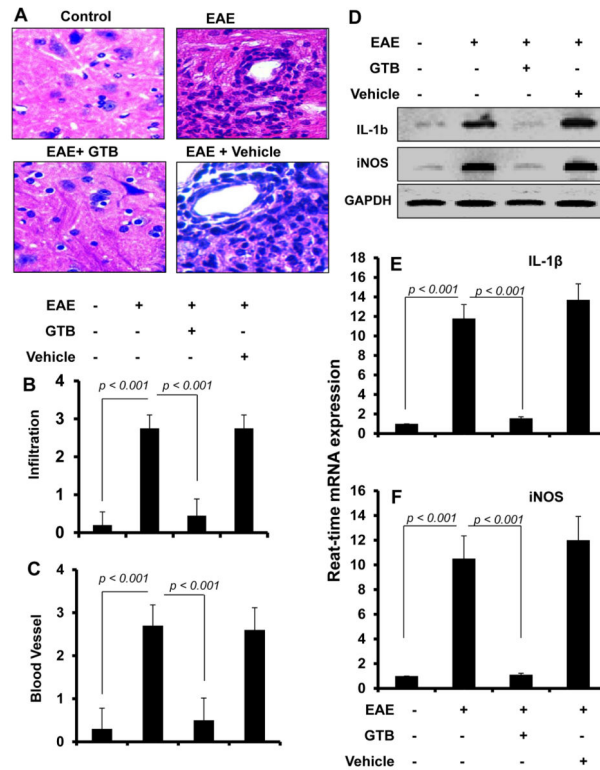 A
Control
EAE
EAE+ GTB
EAE + Vehicle
EAE - + + +
GTB - - + -
Vehicle - - - +
B
Infiltration
4
3
2
1
0
p < 0.001
p < 0.001
C
Blood Vessel
4
3
2
1
0
p < 0.001
p < 0.001
D
EAE - + + +
GTB - - + -
Vehicle - - - +
IL-1b
iNOS
GAPDH
Reat-time mRNA expression
E
IL-1β
18
16
14
12
10
8
6
4
2
0
p < 0.001
p < 0.001
F
iNOS
16
14
12
10
8
6
4
2
0
p < 0.001
p < 0.001
EAE - + + +
GTB - - + -
Vehicle - - - +